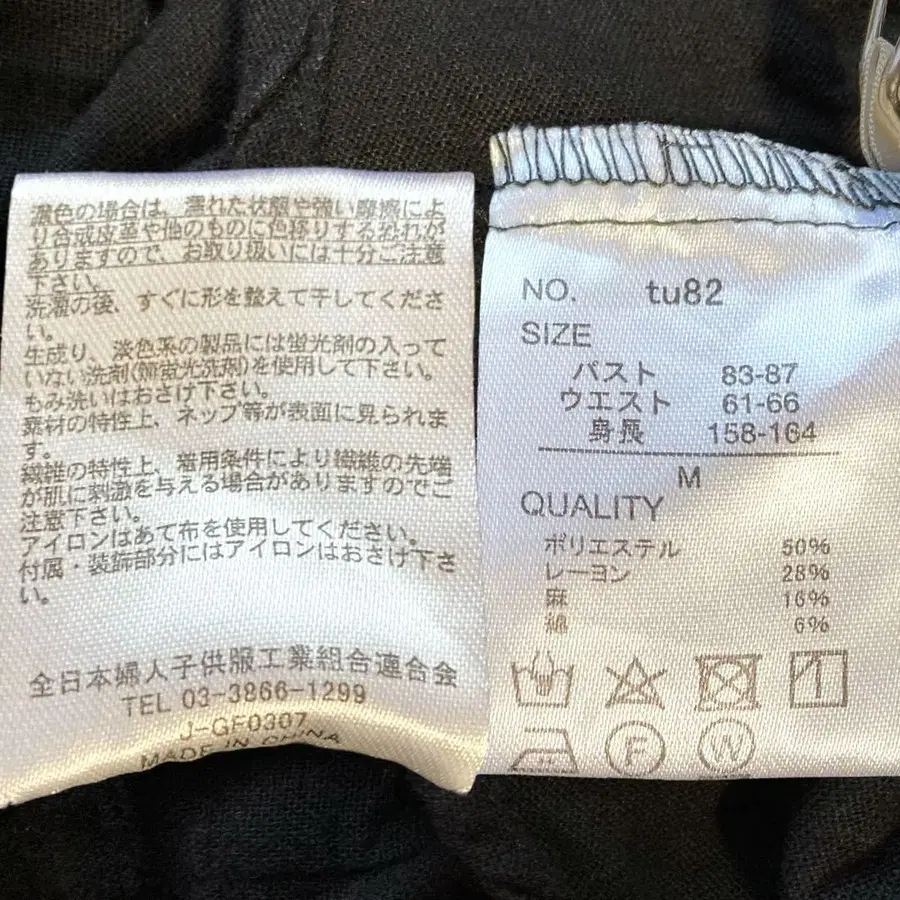 濃色の場合は、濡れた状態や強い摩擦によ
り合成皮革や他のものに色移りする恐れが
ありますので、お取り扱いには十分ご注意
下さい。
洗濯の後、すぐに形を整えて干してくださ
い。
生成り、淡色系の製品には蛍光剤の入って
いない洗剤(無蛍光洗剤)を使用して下さい。
もみ洗いはおさけ下さい。
素材の特性上、ネップ等が表面に見られま
す。
繊維の特性上、着用条件により繊維の先端
が肌に刺激を与える場合がありますのでご
注意下さい。
アイロンはあて布を使用してください。
付属・装飾部分にはアイロンはおさけ下さ
い。
全日本婦人子供服工業組合連合会
TEL 03-3866-1299
J-GF0307
MADE IN CHINA
NO. tu82
SIZE
バスト 83-87
ウエスト 61-66
身長 158-164
M
QUALITY
ポリエステル 50%
レーヨン 28%
麻 16%
綿 6%
F W